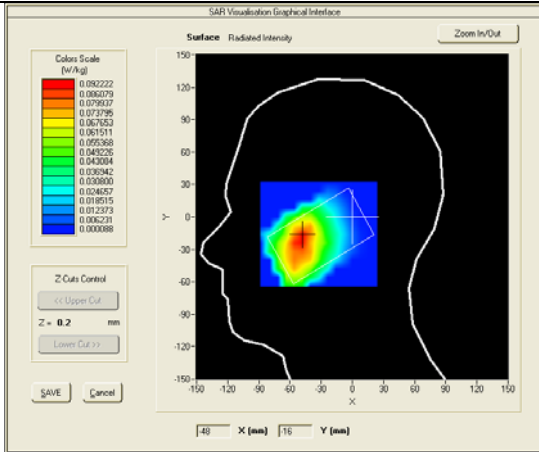 SAR Visualisation Graphical Interface
Surface Radiated Intensity
Zoom In/Out
Colors Scale
(W/kg)
0.092222
0.086079
0.079937
0.073795
0.067653
0.061511
0.055368
0.049226
0.043084
0.036942
0.030800
0.024657
0.018515
0.012373
0.006231
0.000088
Z Cuts Control
<< Upper Cut
Z = 0.2 mm
Lower Cut >>
SAVE Cancel
150
120
90
60
30
0
-30
-60
-90
-120
-150
Y
-150 -120 -90 -60 -30 0 30 60 90 120 150
X
-48 X (mm) -16 Y (mm)